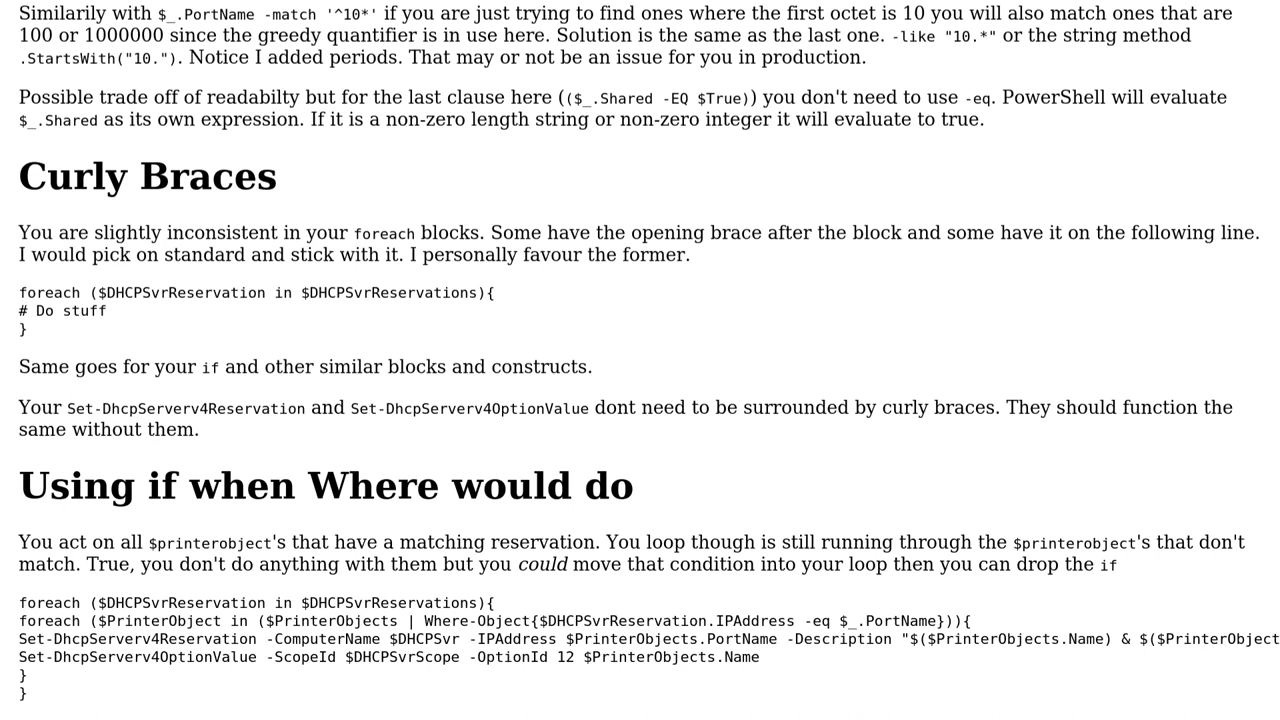 Similarily with $_.PortName -match '^10*' if you are just trying to find ones where the first octet is 10 you will also match ones that are
100 or 1000000 since the greedy quantifier is in use here. Solution is the same as the last one. -like "10.*" or the string method
.StartsWith("10."). Notice I added periods. That may or not be an issue for you in production.
Possible trade off of readabilty but for the last clause here (($_.Shared -EQ $True)) you don't need to use -eq. PowerShell will evaluate
$_.Shared as its own expression. If it is a non-zero length string or non-zero integer it will evaluate to true.
Curly Braces
You are slightly inconsistent in your foreach blocks. Some have the opening brace after the block and some have it on the following line.
I would pick on standard and stick with it. I personally favour the former.
foreach ($DHCPSvrReservation in $DHCPSvrReservations){
# Do stuff
}
Same goes for your if and other similar blocks and constructs.
Your Set-DhcpServerv4Reservation and Set-DhcpServerv4OptionValue dont need to be surrounded by curly braces. They should function the
same without them.
Using if when Where would do
You act on all $printerobject's that have a matching reservation. You loop though is still running through the $printerobject's that don't
match. True, you don't do anything with them but you could move that condition into your loop then you can drop the if
foreach ($DHCPSvrReservation in $DHCPSvrReservations){
foreach ($PrinterObject in ($PrinterObjects | Where-Object{$DHCPSvrReservation.IPAddress -eq $_.PortName})){
Set-DhcpServerv4Reservation -ComputerName $DHCPSvr -IPAddress $PrinterObjects.PortName -Description "$($PrinterObjects.Name) & $($PrinterObject
Set-DhcpServerv4OptionValue -ScopeId $DHCPSvrScope -OptionId 12 $PrinterObjects.Name
}
}